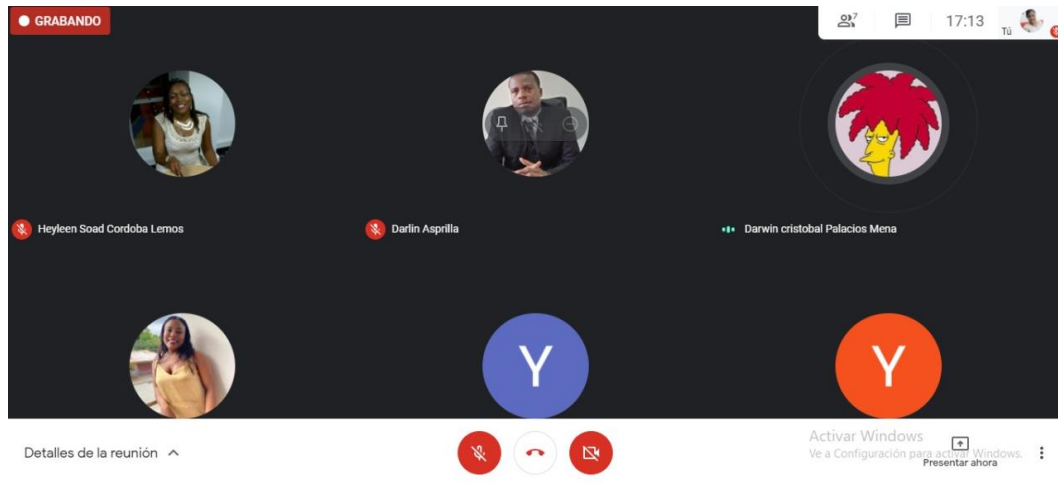 GRABANDO
7
17:13
Tú
Heyleen Soad Cordoba Lemos
Darlin Asprilla
Darwin cristobal Palacios Mena
Y
Y
Detalles de la reunión
Activar Windows
Ve a Configuración para activar Windows.
Presentar ahora